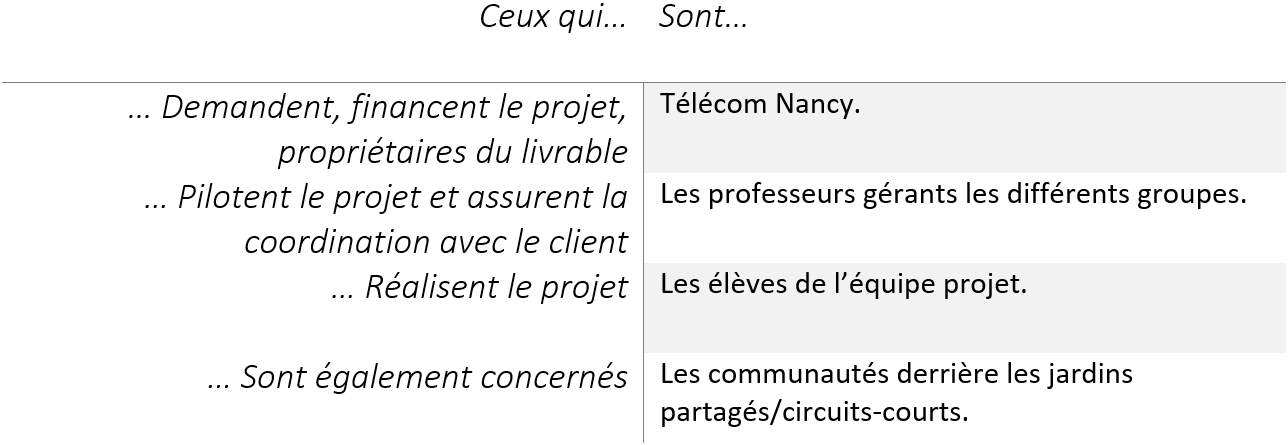 Ceux qui... Sont...
... Demandent, financent le projet, Télécom Nancy.
propriétaires du livrable
... Pilotent le projet et assurent la Les professeurs gérants les différents groupes.
coordination avec le client
... Réalisent le projet Les élèves de l’équipe projet.
... Sont également concernés Les communautés derrière les jardins
partagés/circuits-courts.